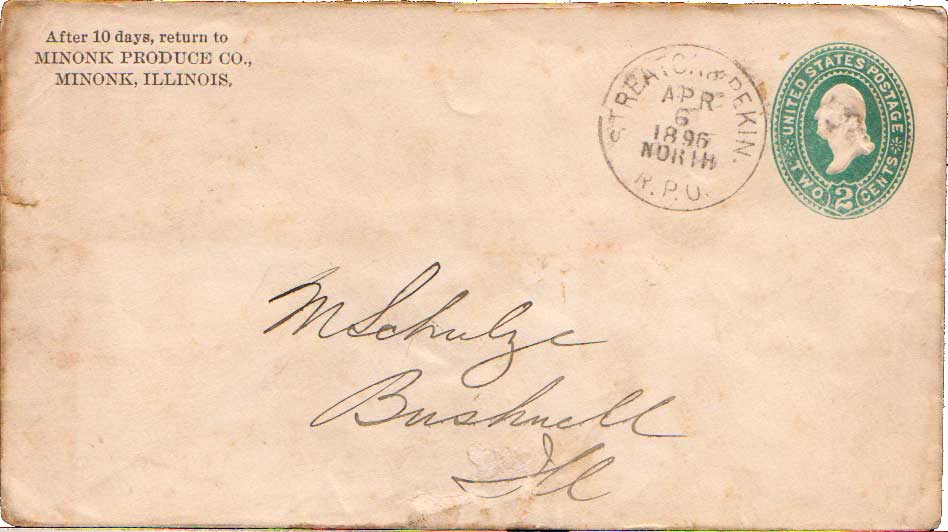 After 10 days, return to
MINONK PRODUCE CO.,
MINONK, ILLINOIS.
STREATOR & PEKIN.
APR
6
1896
NORTH
R.P.O.
UNITED STATES POSTAGE
TWO 2 CENTS
M Schulze
Bushnell
Ill